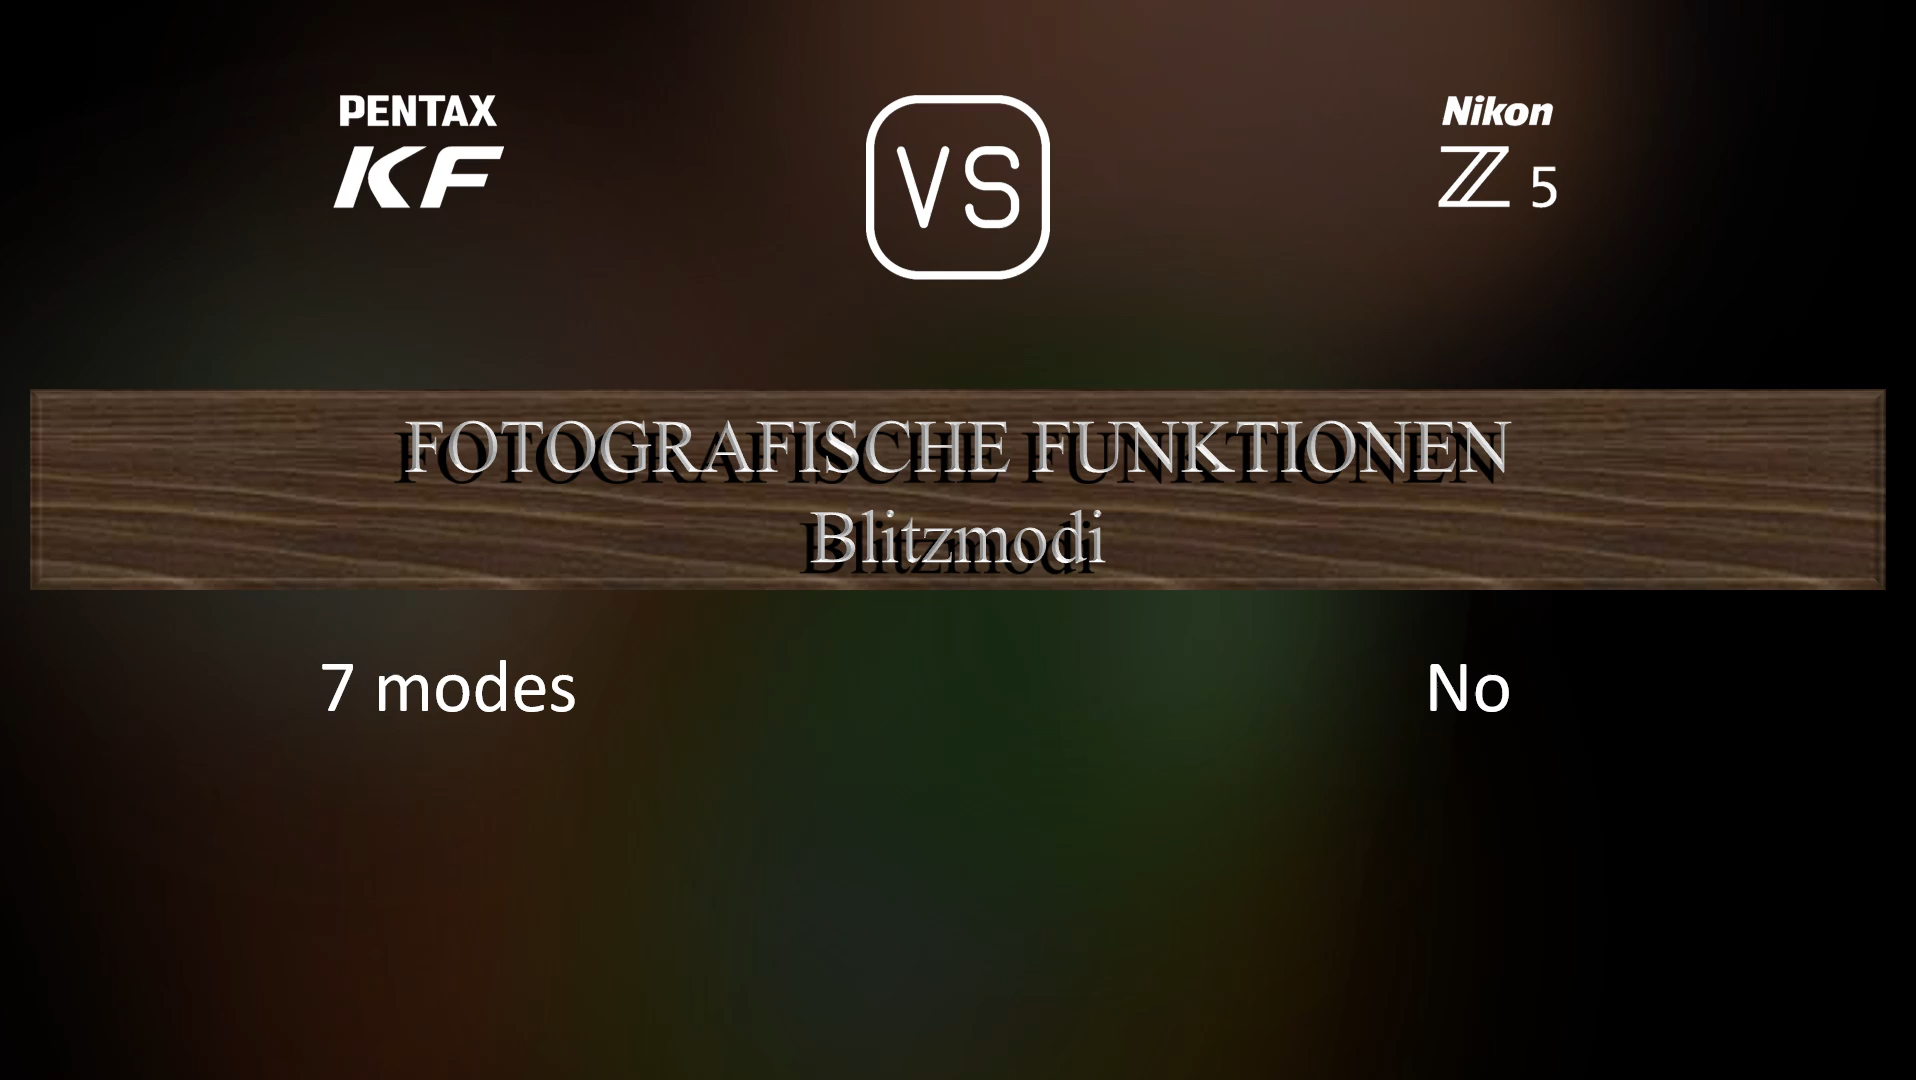 PENTAX
KF
VS
Nikon
Z 5
FOTOGRAFISCHE FUNKTIONEN
Blitzmodi
7 modes
No